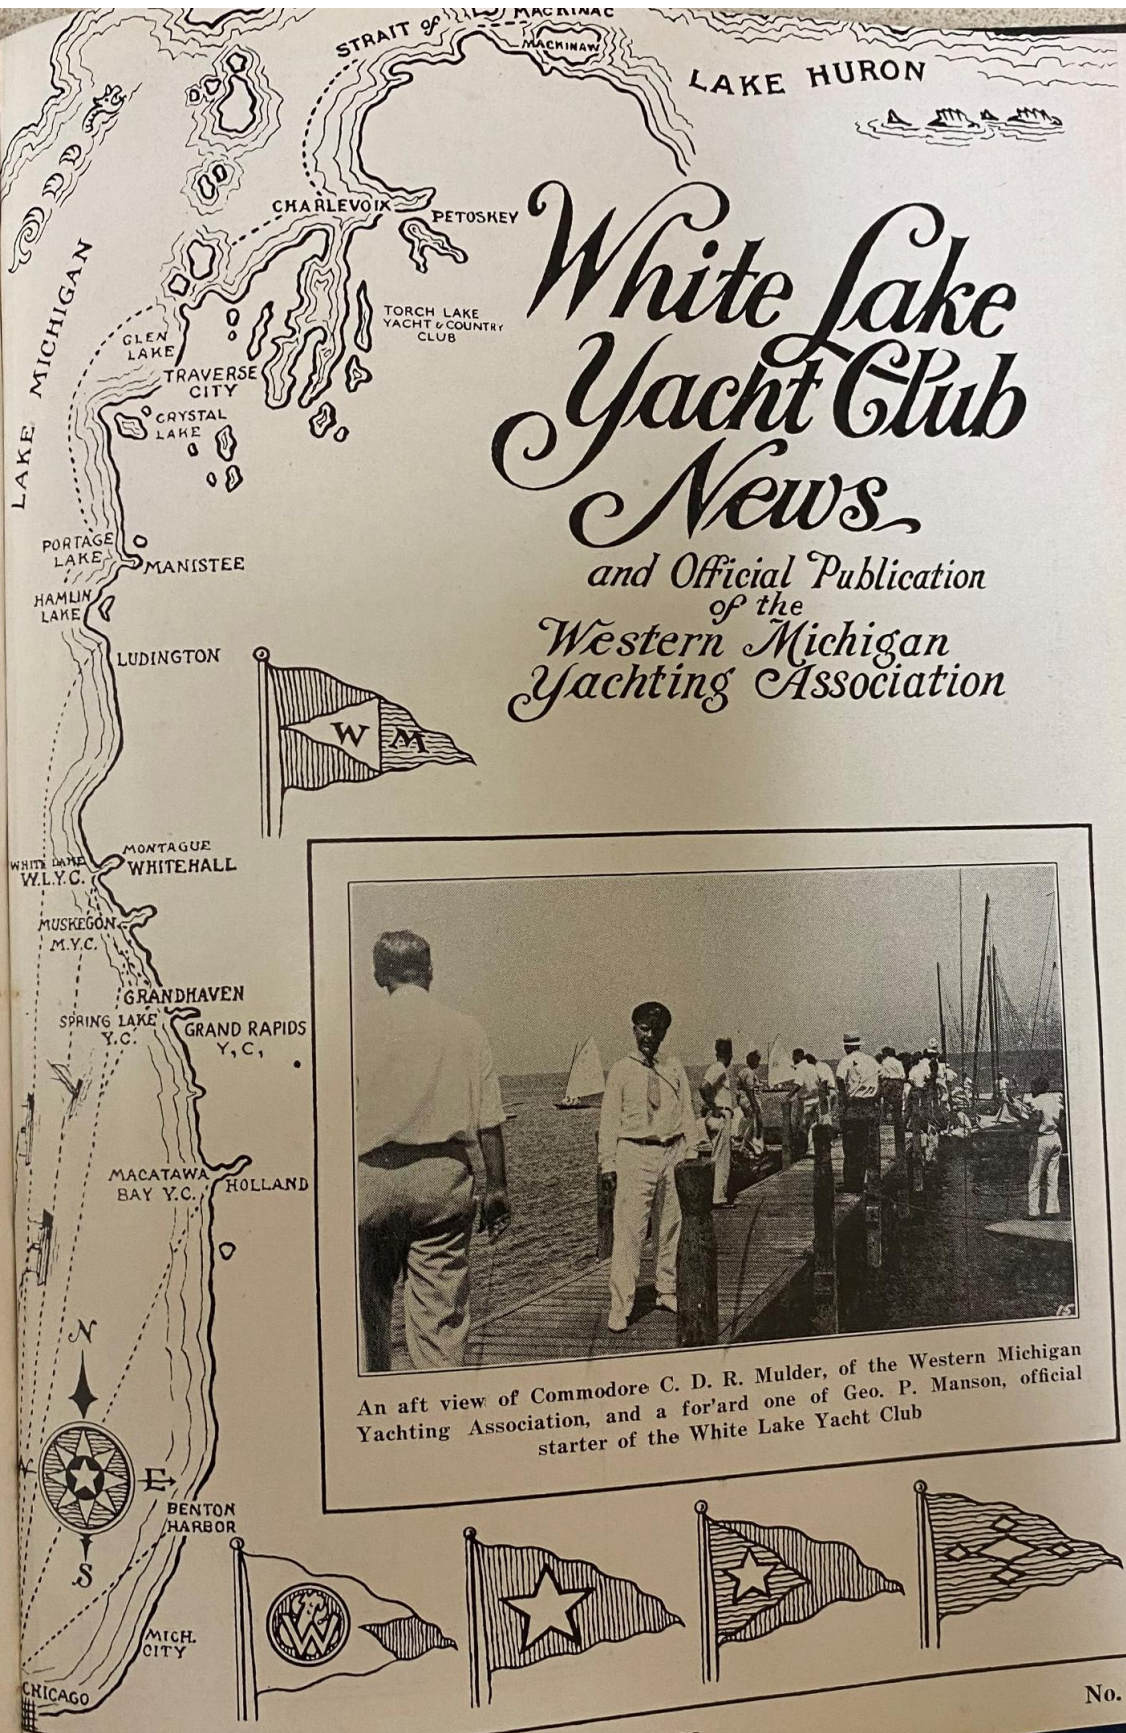 STRAIT of
MACKINAC
MACKINAW
LAKE HURON
CHARLEVOIX
PETOSKEY
White Lake
Yacht Club
News
and Official Publication
of the
Western Michigan
Yachting Association
LAKE MICHIGAN
TORCH LAKE
YACHT & COUNTRY
CLUB
GLEN
LAKE
TRAVERSE
CITY
CRYSTAL
LAKE
PORTAGE
LAKE
MANISTEE
HAMLIN
LAKE
LUDINGTON
W M
MONTAGUE
WHITE LAKE
W.L.Y.C.
WHITEHALL
MUSKEGON
M.Y.C.
GRANDHAVEN
SPRING LAKE
Y.C.
GRAND RAPIDS
Y, C,
MACATAWA
BAY Y.C.
HOLLAND
15
An aft view of Commodore C. D. R. Mulder, of the Western Michigan
Yachting Association, and a for'ard one of Geo. P. Manson, official
starter of the White Lake Yacht Club
N
E
S
BENTON
HARBOR
W
MICH.
CITY
CHICAGO
No.